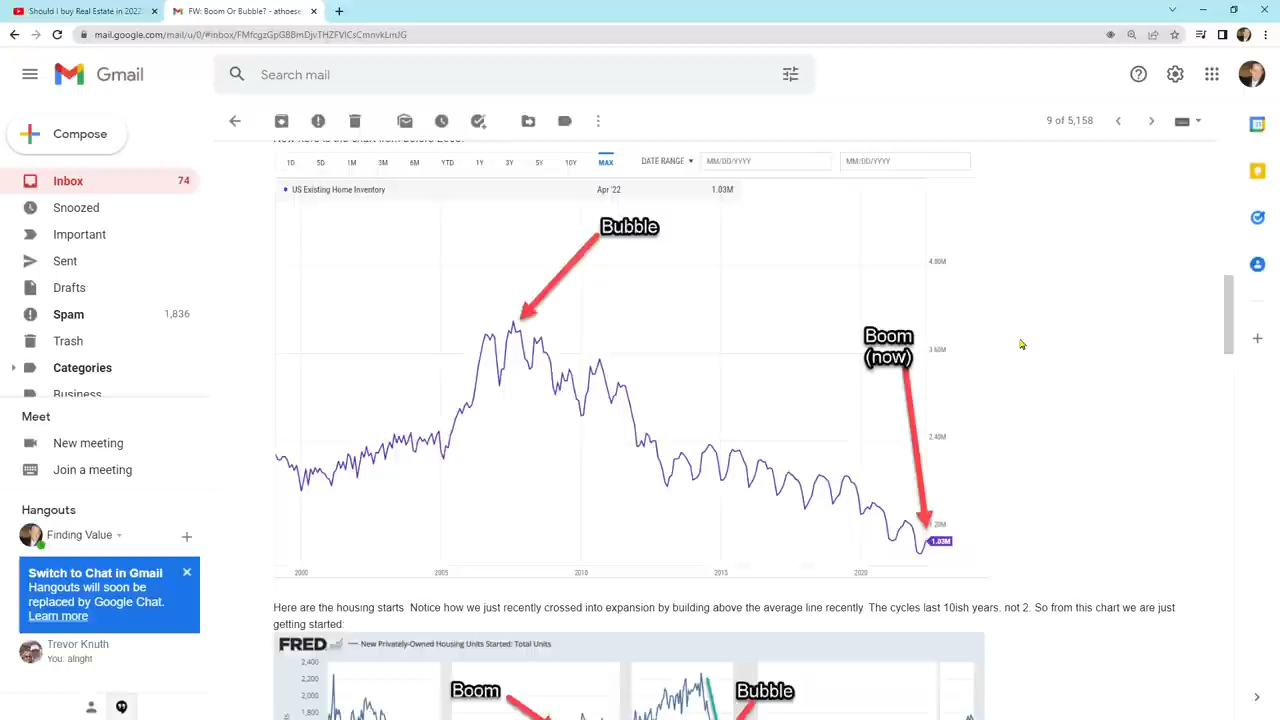 Should I buy Real Estate in 2022
FW: Boom Or Bubble? - athoese
mail.google.com/mail/u/0/#inbox/FMfcgzGpG8BmDjvTHZFVlCsCmnvkLmJG
Gmail
Search mail
Compose
9 of 5,158
Inbox 74
Snoozed
Important
Sent
Drafts
Spam 1,836
Trash
Categories
Business
Meet
New meeting
Join a meeting
Hangouts
Finding Value
Switch to Chat in Gmail
Hangouts will soon be
replaced by Google Chat.
Learn more
Trevor Knuth
You: alright
1D 5D 1M 3M 6M YTD 1Y 3Y 5Y 10Y MAX DATE RANGE MM/DD/YYYY MM/DD/YYYY
US Existing Home Inventory Apr '22 1.03M
Bubble
4.80M
Boom
(now)
3.60M
2.40M
1.20M
1.03M
2000 2005 2010 2015 2020
Here are the housing starts Notice how we just recently crossed into expansion by building above the average line recently The cycles last 10ish years. not 2. So from this chart we are just
getting started:
FRED New Privately-Owned Housing Units Started: Total Units
2,400
2,200
2,000
1,800
Boom
Bubble